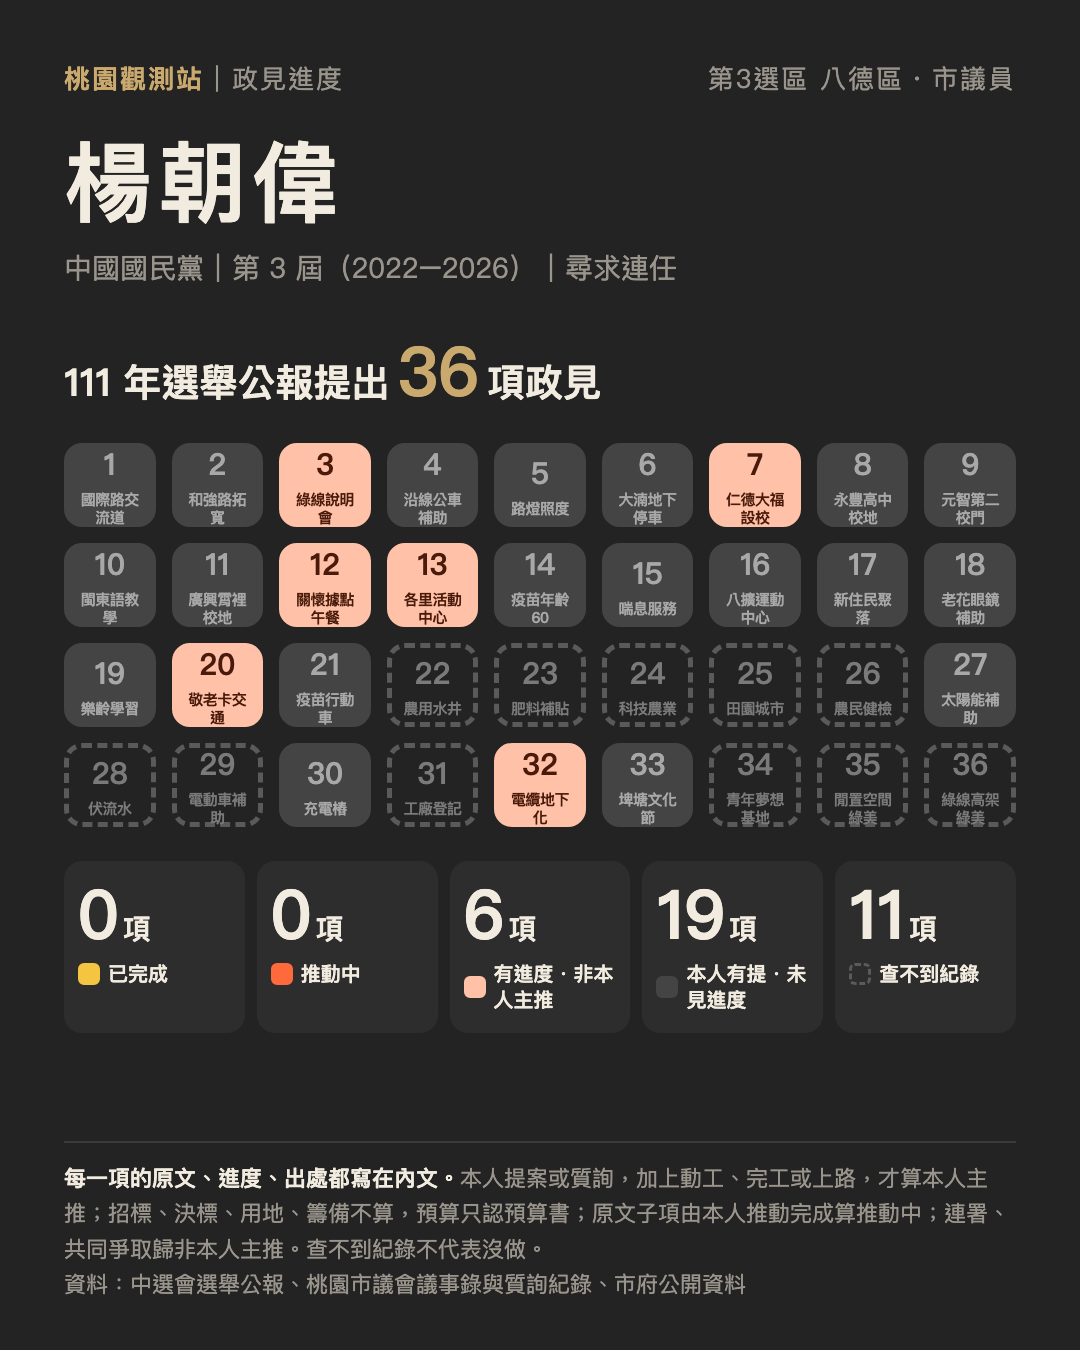 桃園觀測站｜政見進度
第3選區 八德區·市議員
楊朝偉
中國國民黨｜第 3 屆（2022—2026）｜尋求連任
111 年選舉公報提出 36 項政見
1
國際路交
流道
2
和強路拓
寬
3
綠線說明
會
4
沿線公車
補助
5
路燈照度
6
大湳地下
停車
7
仁德大福
設校
8
永豐高中
校地
9
元智第二
校門
10
閩東語教
學
11
廣興霄裡
校地
12
關懷據點
午餐
13
各里活動
中心
14
疫苗年齡
60
15
喘息服務
16
八擴運動
中心
17
新住民聚
落
18
老花眼鏡
補助
19
樂齡學習
20
敬老卡交
通
21
疫苗行動
車
22
農用水井
23
肥料補貼
24
科技農業
25
田園城市
26
農民健檢
27
太陽能補
助
28
伏流水
29
電動車補
助
30
充電樁
31
工廠登記
32
電纜地下
化
33
埤塘文化
節
34
青年夢想
基地
35
閒置空間
綠美
36
綠線高架
綠美
0項
已完成
0項
推動中
6項
有進度·非本
人主推
19項
本人有提·未
見進度
11項
查不到紀錄
每一項的原文、進度、出處都寫在內文。本人提案或質詢，加上動工、完工或上路，才算本人主
推；招標、決標、用地、籌備不算，預算只認預算書；原文子項由本人推動完成算推動中；連署、
共同爭取歸非本人主推。查不到紀錄不代表沒做。
資料：中選會選舉公報、桃園市議會議事錄與質詢紀錄、市府公開資料